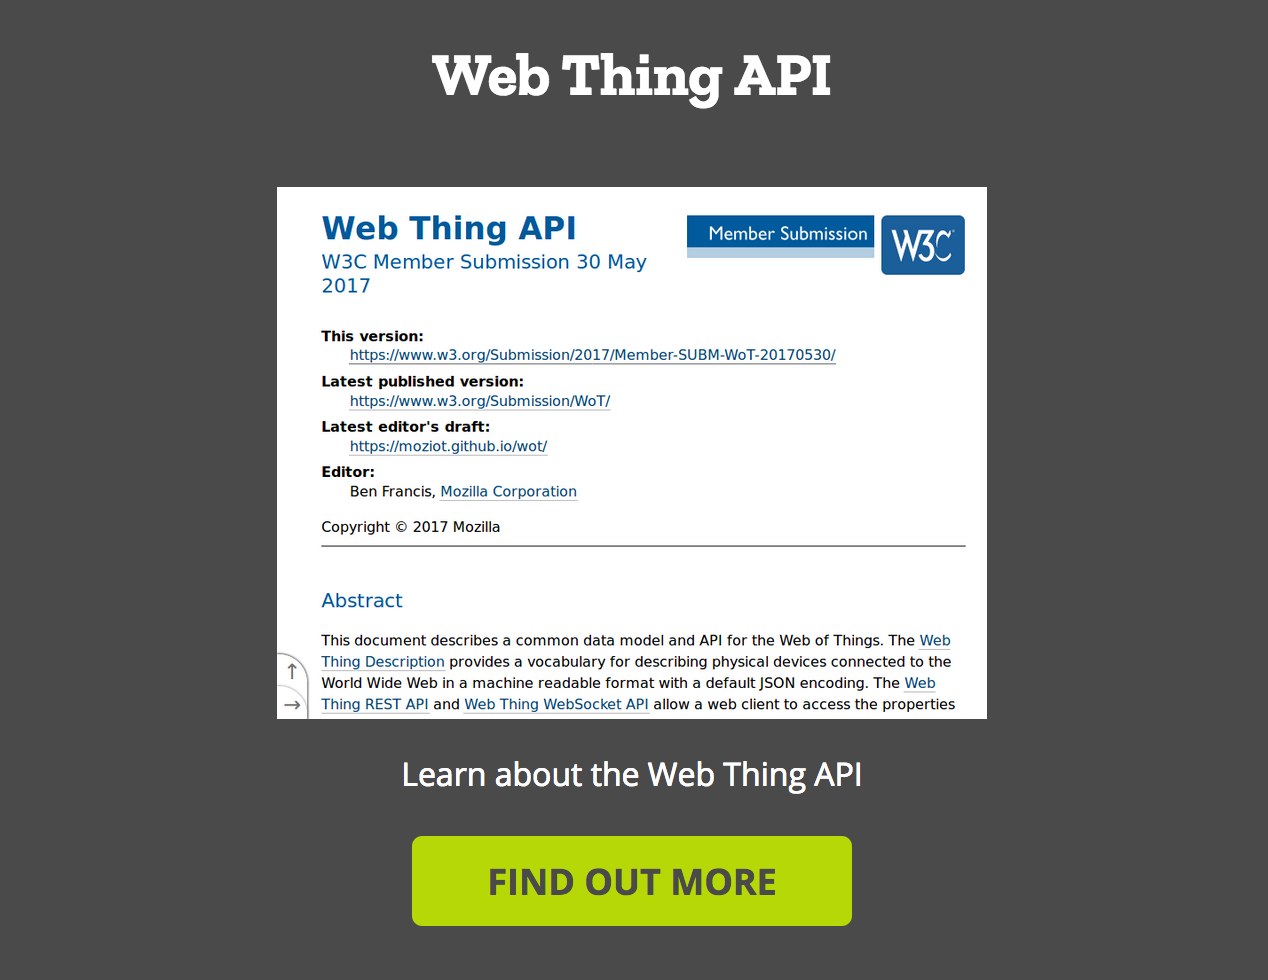 Web Thing API
Web Thing API
Member Submission
W3C
W3C Member Submission 30 May
2017
This version:
https://www.w3.org/Submission/2017/Member-SUBM-WoT-20170530/
Latest published version:
https://www.w3.org/Submission/WoT/
Latest editor's draft:
https://moziot.github.io/wot/
Editor:
Ben Francis, Mozilla Corporation
Copyright © 2017 Mozilla
Abstract
This document describes a common data model and API for the Web of Things. The Web
Thing Description provides a vocabulary for describing physical devices connected to the
World Wide Web in a machine readable format with a default JSON encoding. The Web
Thing REST API and Web Thing WebSocket API allow a web client to access the properties
↑
→
Learn about the Web Thing API
FIND OUT MORE